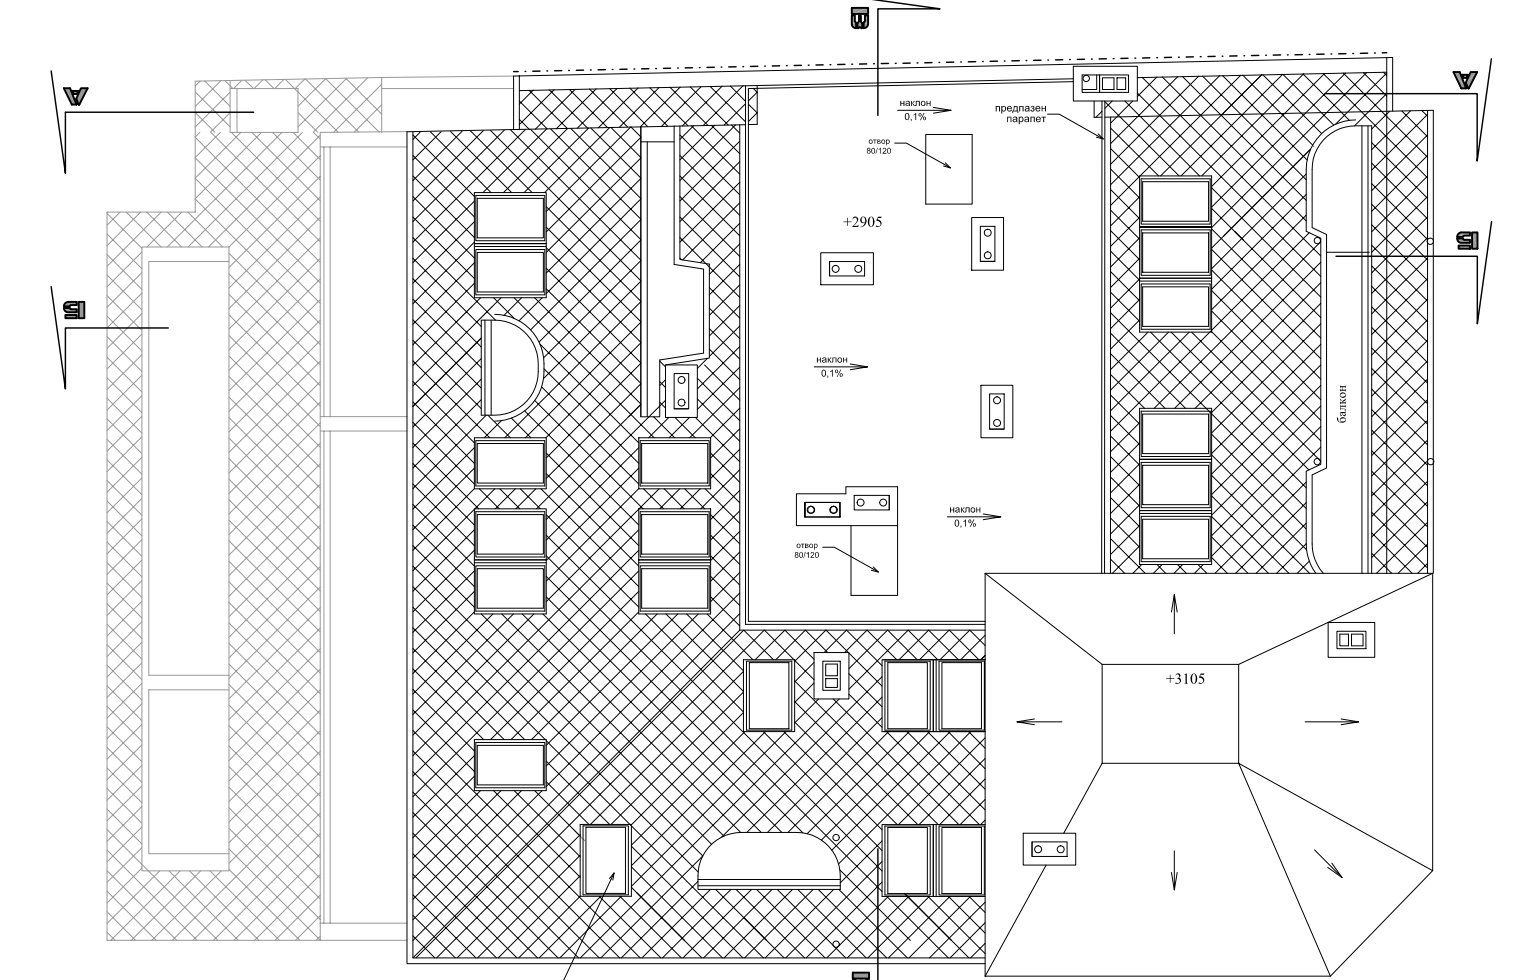 В
А
А
наклон
0,1%
предпазен
парапет
отвор
80/120
+2905
Б
Б
наклон
0,1%
балкон
наклон
0,1%
отвор
80/120
+3105